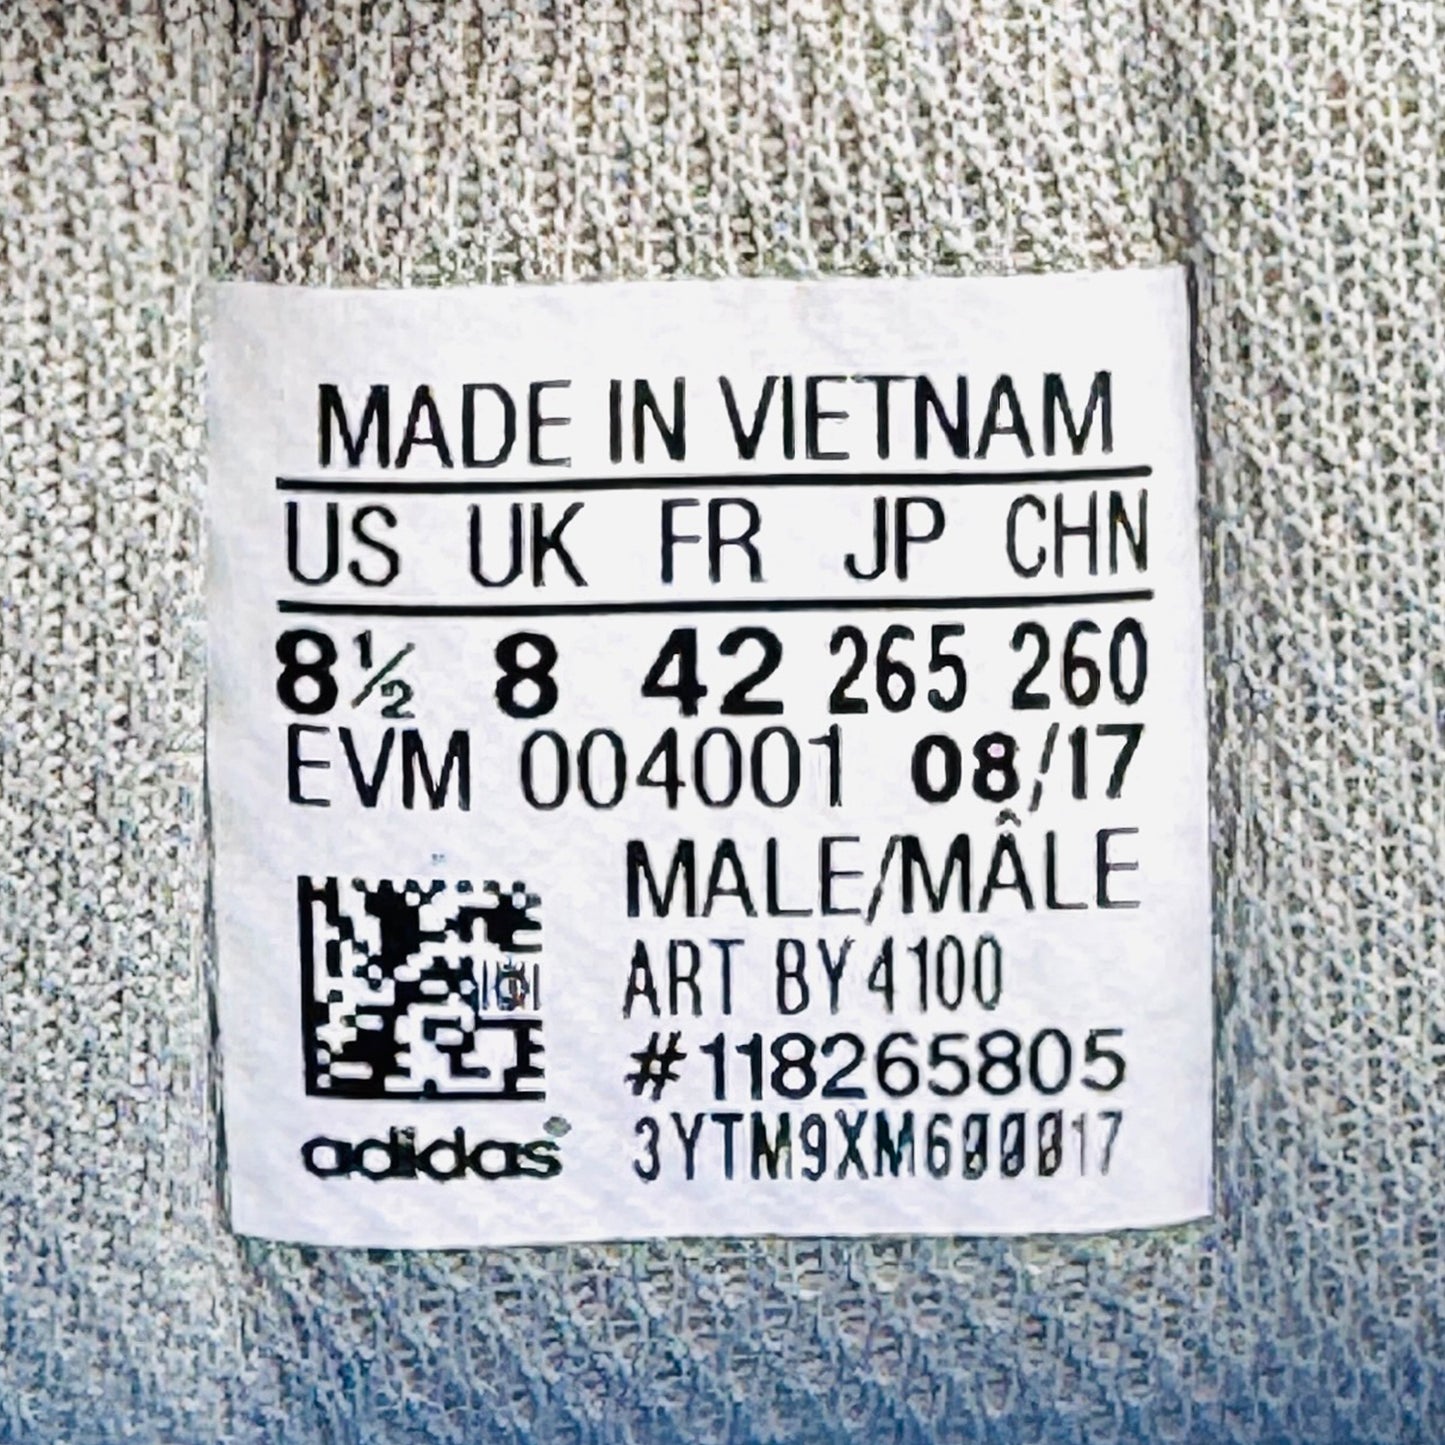 MADE IN VIETNAM
US UK FR JP CHN
8½ 8 42 265 260
EVM 004001 08/17
MALE/MÂLE
ART BY4100
#118265805
adidas® 3YTM9XM600017